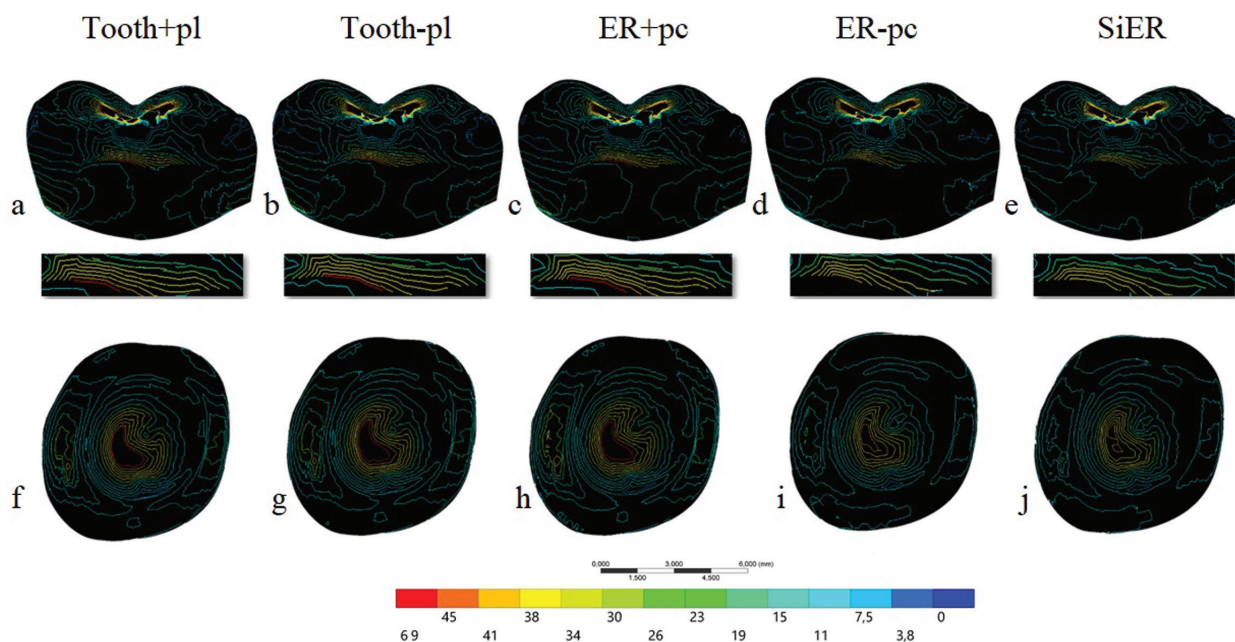 Tooth+pl Tooth-pl ER+pc ER-pc SiER
a b c d e
f g h i j
0,000 3,000 6,000 (mm)
1,500 4,500
45 38 30 23 15 7,5 0
69 41 34 26 19 11 3,8